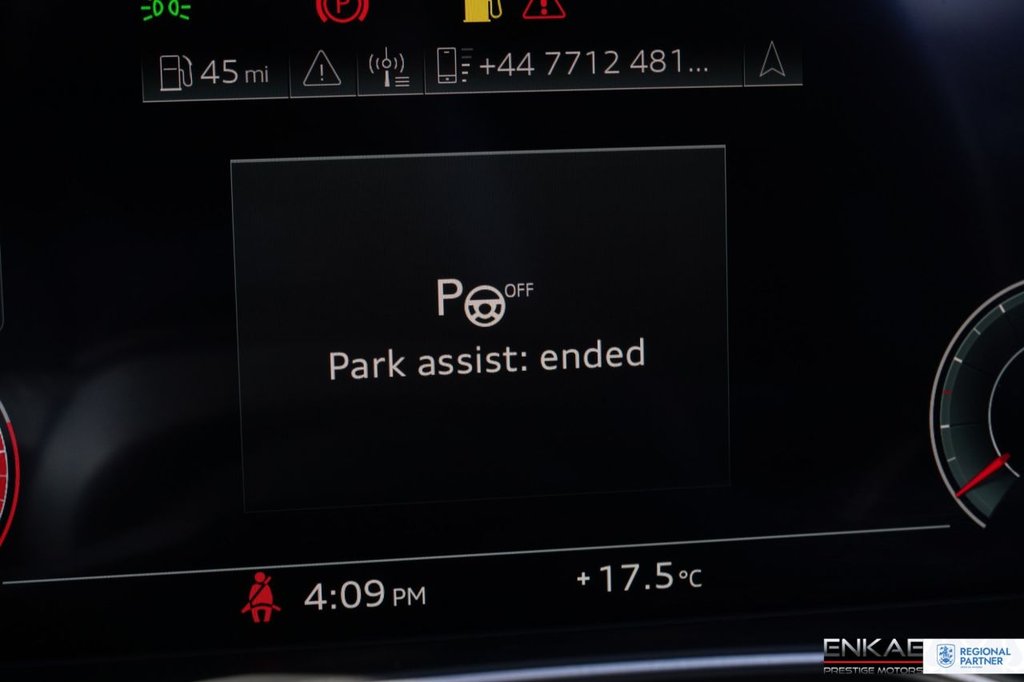 P
45 mi
+44 7712 481...
P OFF
Park assist: ended
4:09 PM
+17.5°C
ENKAE
PRESTIGE MOTORS
REGIONAL
PARTNER